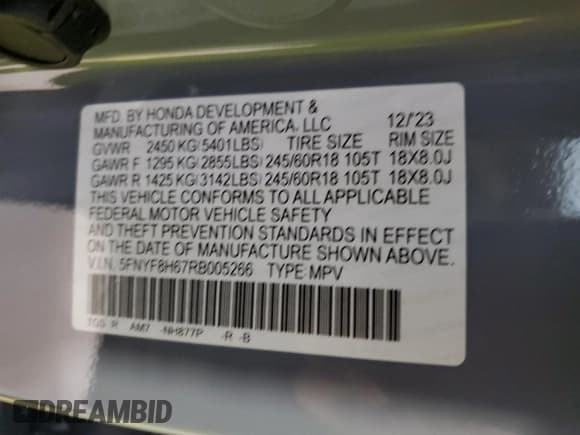 MFD. BY HONDA DEVELOPMENT &
MANUFACTURING OF AMERICA, LLC 12/'23
GVWR 2450 KG(5401LBS) TIRE SIZE RIM SIZE
GAWR F 1295 KG(2855LBS) 245/60R18 105T 18X8.0J
GAWR R 1425 KG(3142LBS) 245/60R18 105T 18X8.0J
THIS VEHICLE CONFORMS TO ALL APPLICABLE
FEDERAL MOTOR VEHICLE SAFETY
AND THEFT PREVENTION STANDARDS IN EFFECT
ON THE DATE OF MANUFACTURE SHOWN ABOVE.
V.I.N. 5FNYF8H67RB005266 TYPE:MPV
TGS R AM7 -NH877P -R -B
DREAMBID